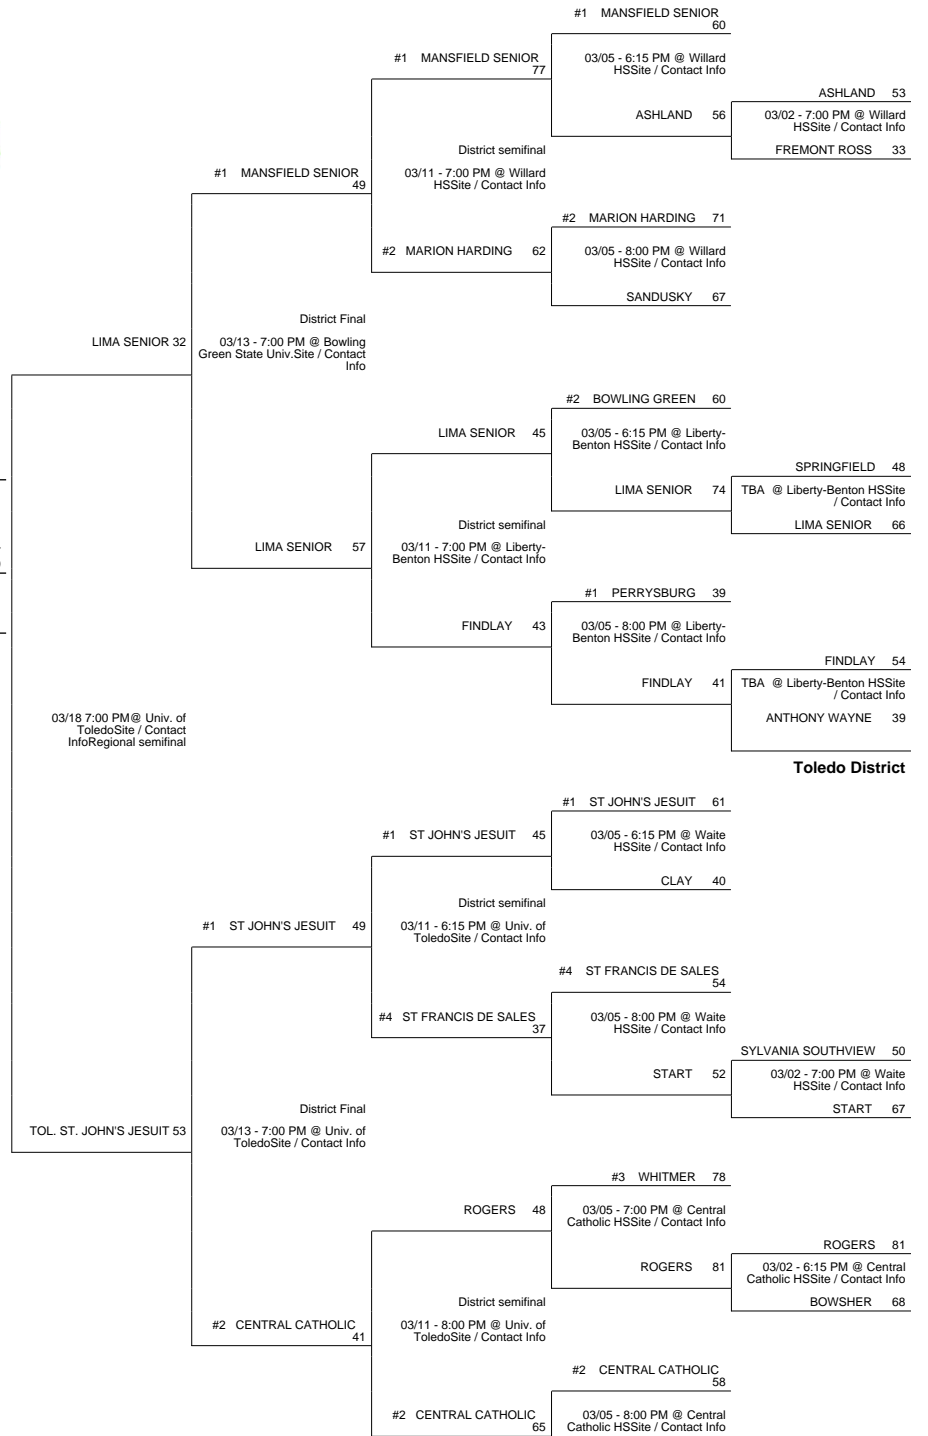 #1 MANSFIELD SENIOR
60
03/05 - 6:15 PM @ Willard
HSSite / Contact Info
#1 MANSFIELD SENIOR
77
ASHLAND 53
ASHLAND 56
03/02 - 7:00 PM @ Willard
HSSite / Contact Info
FREMONT ROSS 33
District semifinal
03/11 - 7:00 PM @ Willard
HSSite / Contact Info
#1 MANSFIELD SENIOR
49
#2 MARION HARDING 71
#2 MARION HARDING 62
03/05 - 8:00 PM @ Willard
HSSite / Contact Info
SANDUSKY 67
District Final
03/13 - 7:00 PM @ Bowling
Green State Univ.Site / Contact
Info
LIMA SENIOR 32
#2 BOWLING GREEN 60
LIMA SENIOR 45
03/05 - 6:15 PM @ Liberty-
Benton HSSite / Contact Info
SPRINGFIELD 48
LIMA SENIOR 74
TBA @ Liberty-Benton HSSite
/ Contact Info
LIMA SENIOR 66
District semifinal
03/11 - 7:00 PM @ Liberty-
Benton HSSite / Contact Info
LIMA SENIOR 57
#1 PERRYSBURG 39
FINDLAY 43
03/05 - 8:00 PM @ Liberty-
Benton HSSite / Contact Info
FINDLAY 54
FINDLAY 41
TBA @ Liberty-Benton HSSite
/ Contact Info
ANTHONY WAYNE 39
03/18 7:00 PM@ Univ. of
ToledoSite / Contact
InfoRegional semifinal
Toledo District
#1 ST JOHN'S JESUIT 61
#1 ST JOHN'S JESUIT 45
03/05 - 6:15 PM @ Waite
HSSite / Contact Info
CLAY 40
District semifinal
03/11 - 6:15 PM @ Univ. of
ToledoSite / Contact Info
#1 ST JOHN'S JESUIT 49
#4 ST FRANCIS DE SALES
54
#4 ST FRANCIS DE SALES
37
03/05 - 8:00 PM @ Waite
HSSite / Contact Info
SYLVANIA SOUTHVIEW 50
START 52
03/02 - 7:00 PM @ Waite
HSSite / Contact Info
START 67
District Final
03/13 - 7:00 PM @ Univ. of
ToledoSite / Contact Info
TOL. ST. JOHN'S JESUIT 53
#3 WHITMER 78
ROGERS 48
03/05 - 7:00 PM @ Central
Catholic HSSite / Contact Info
ROGERS 81
ROGERS 81
03/02 - 6:15 PM @ Central
Catholic HSSite / Contact Info
BOWSHER 68
District semifinal
03/11 - 8:00 PM @ Univ. of
ToledoSite / Contact Info
#2 CENTRAL CATHOLIC
41
#2 CENTRAL CATHOLIC
58
#2 CENTRAL CATHOLIC
65
03/05 - 8:00 PM @ Central
Catholic HSSite / Contact Info